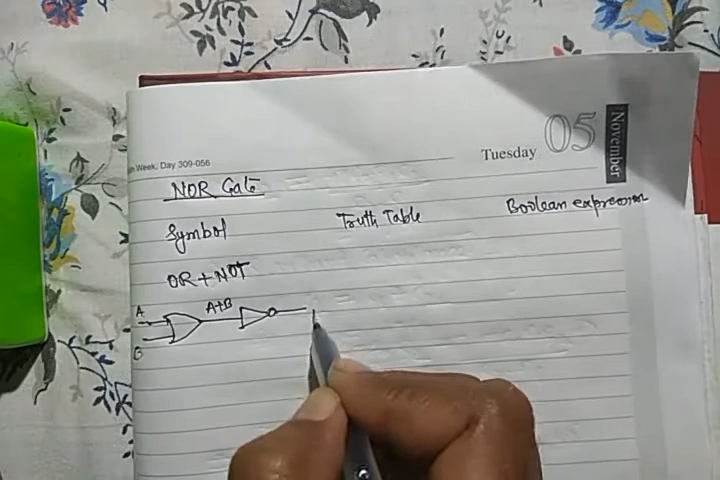 n Week, Day 309-056
Tuesday 05 November
NOR Gate
Symbol Truth Table Boolean expression
OR + NOT
A A+B
B